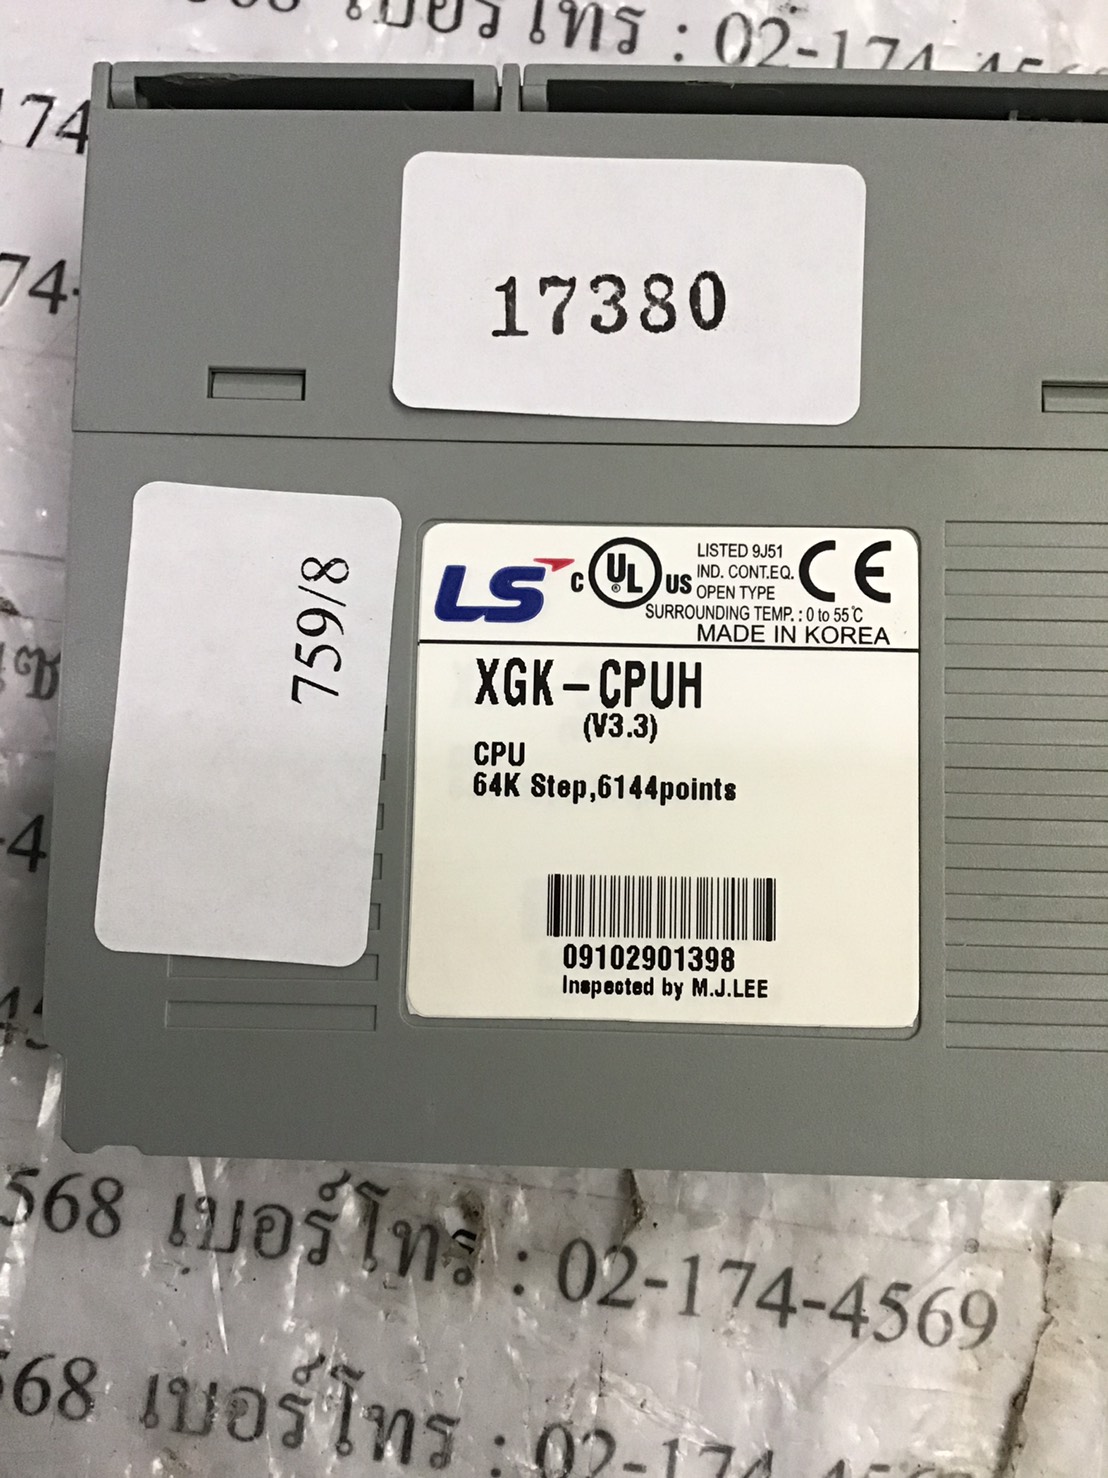 เบอร์โทร : 02-174-4569
174
17380
759/8
LS
C UL US
LISTED 9J51
IND. CONT.EQ.
OPEN TYPE
CE
SURROUNDING TEMP. : 0 to 55℃
MADE IN KOREA
XGK-CPUH
(V3.3)
CPU
64K Step,6144points
09102901398
Inspected by M.J.LEE
568 เบอร์โทร : 02-174-4569
568 เบอร์โทร : 02-174-4569